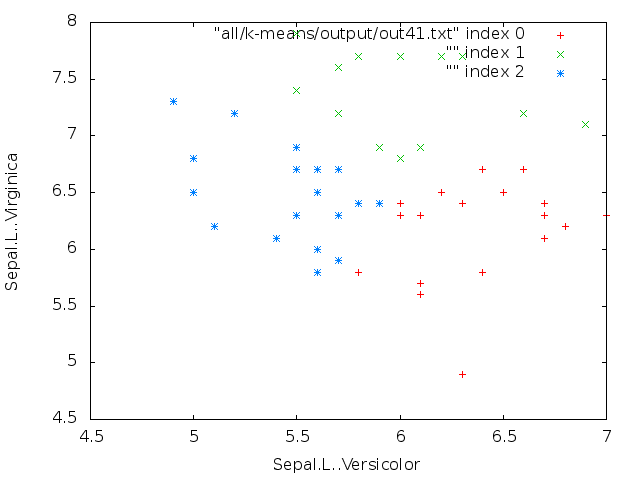 "all/k-means/output/out41.txt" index 0
"" index 1
"" index 2
8
7.5
7
6.5
6
5.5
5
4.5
Sepal.L..Virginica
4.5 5 5.5 6 6.5 7
Sepal.L..Versicolor